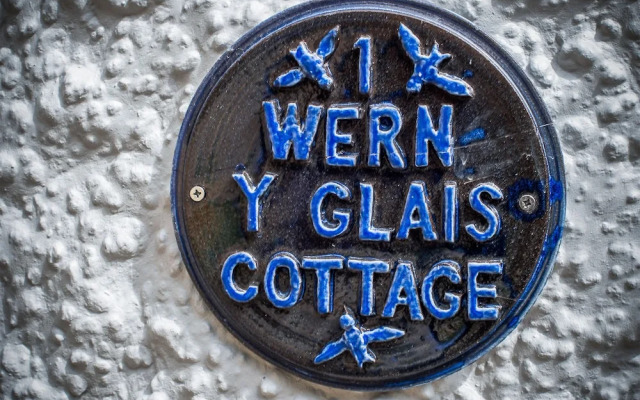 1
WERN
Y GLAIS
COTTAGE